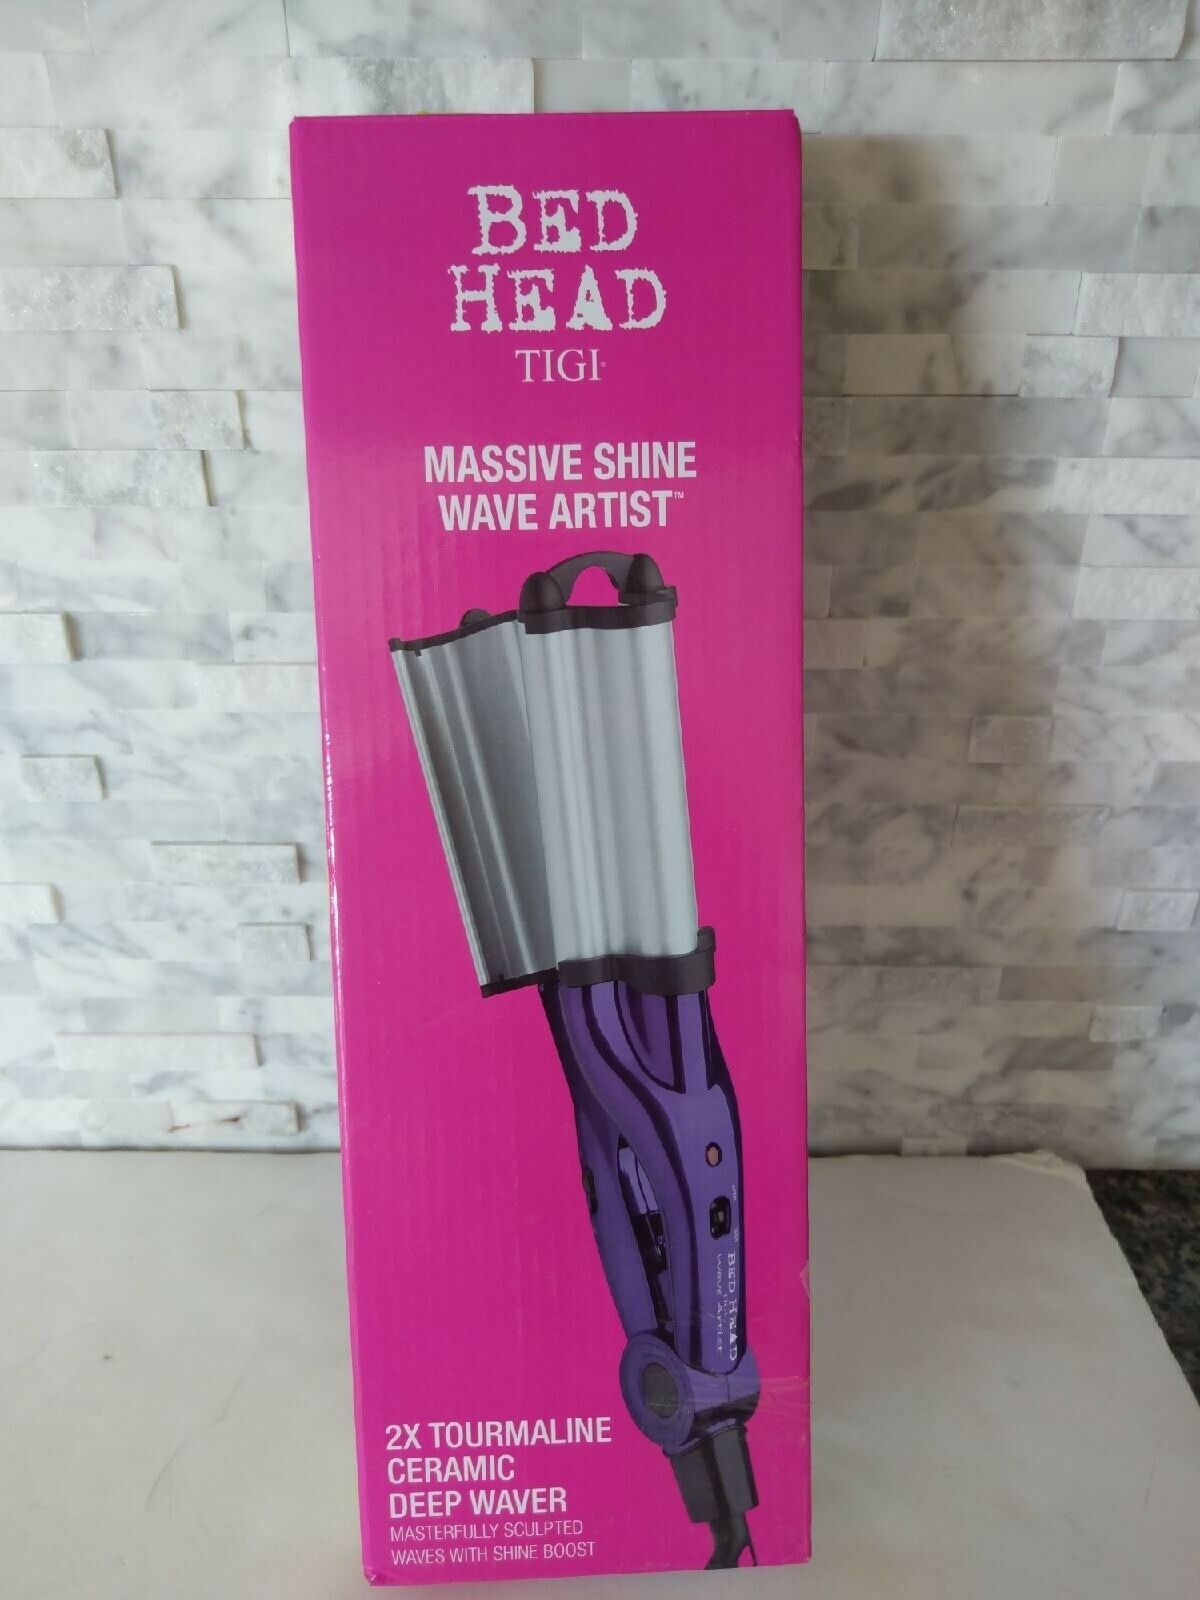 BED
HEAD
TIGI®
MASSIVE SHINE
WAVE ARTIST™
BED HEAD
TIGI
Wave Artist
2X TOURMALINE
CERAMIC
DEEP WAVER
MASTERFULLY SCULPTED
WAVES WITH SHINE BOOST